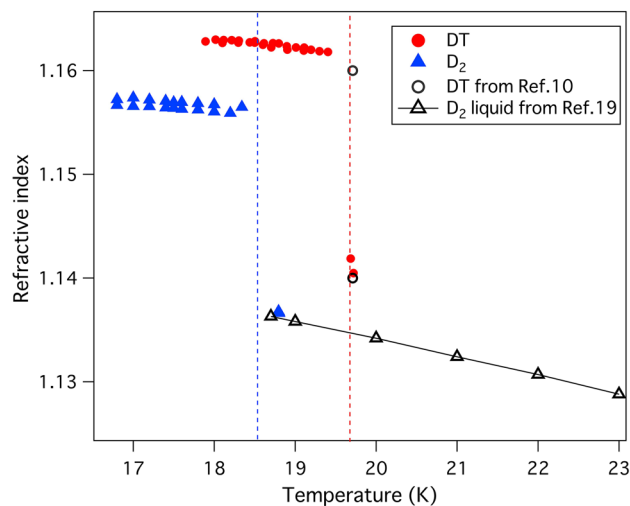 1.16
1.15
1.14
1.13
Refractive index
17
18
19
20
21
22
23
Temperature (K)
DT
D₂
DT from Ref.10
D₂ liquid from Ref.19